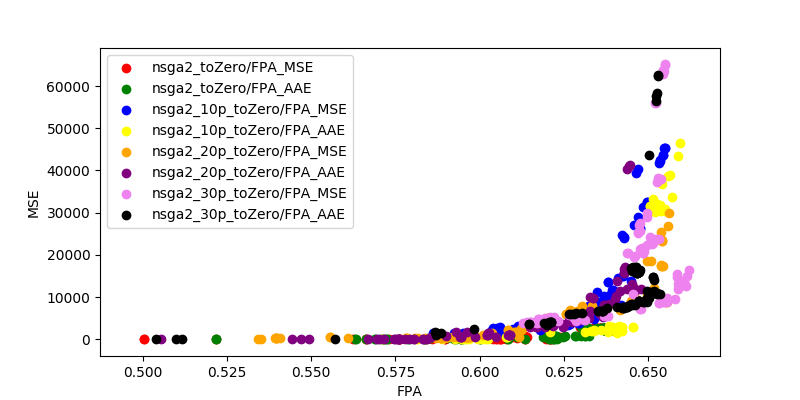 nsga2_toZero/FPA_MSE
nsga2_toZero/FPA_AAE
nsga2_10p_toZero/FPA_MSE
nsga2_10p_toZero/FPA_AAE
nsga2_20p_toZero/FPA_MSE
nsga2_20p_toZero/FPA_AAE
nsga2_30p_toZero/FPA_MSE
nsga2_30p_toZero/FPA_AAE
MSE
60000
50000
40000
30000
20000
10000
0
0.500 0.525 0.550 0.575 0.600 0.625 0.650
FPA